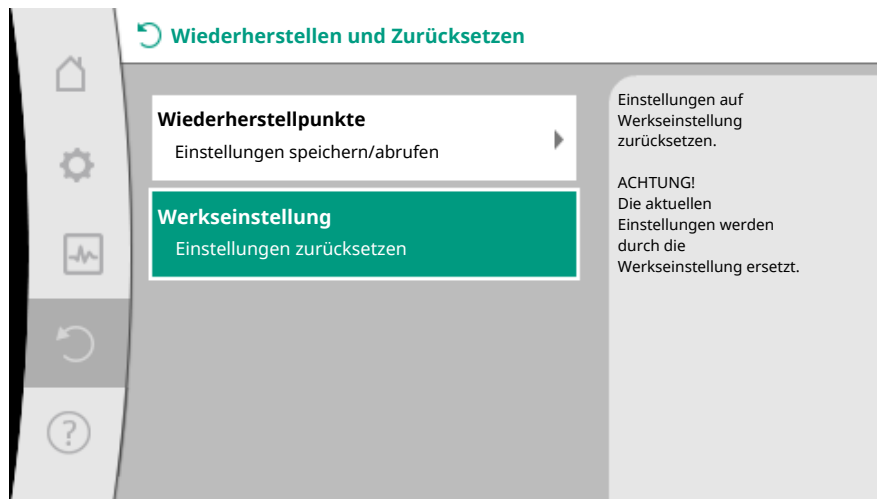 Wiederherstellen und Zurücksetzen
Wiederherstellpunkte
Einstellungen speichern/abrufen
Werkseinstellung
Einstellungen zurücksetzen
Einstellungen auf
Werkseinstellung
zurücksetzen.
ACHTUNG!
Die aktuellen
Einstellungen werden
durch die
Werkseinstellung ersetzt.
?